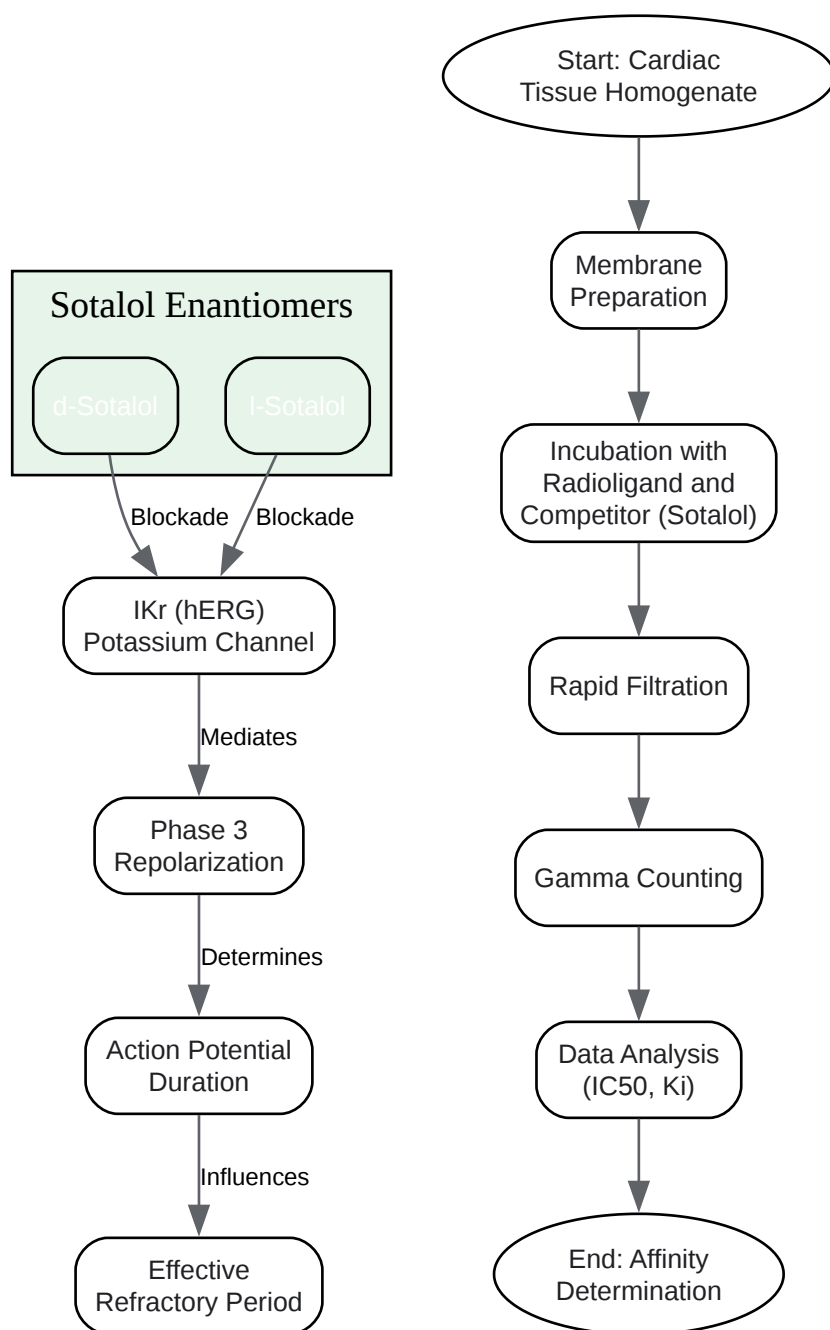 Sotalol Enantiomers
d-Sotalol
l-Sotalol
Blockade
Blockade
IKr (hERG)
Potassium Channel
Mediates
Phase 3
Repolarization
Determines
Action Potential
Duration
Influences
Effective
Refractory Period
Start: Cardiac
Tissue Homogenate
Membrane
Preparation
Incubation with
Radioligand and
Competitor (Sotalol)
Rapid Filtration
Gamma Counting
Data Analysis
(IC50, Ki)
End: Affinity
Determination